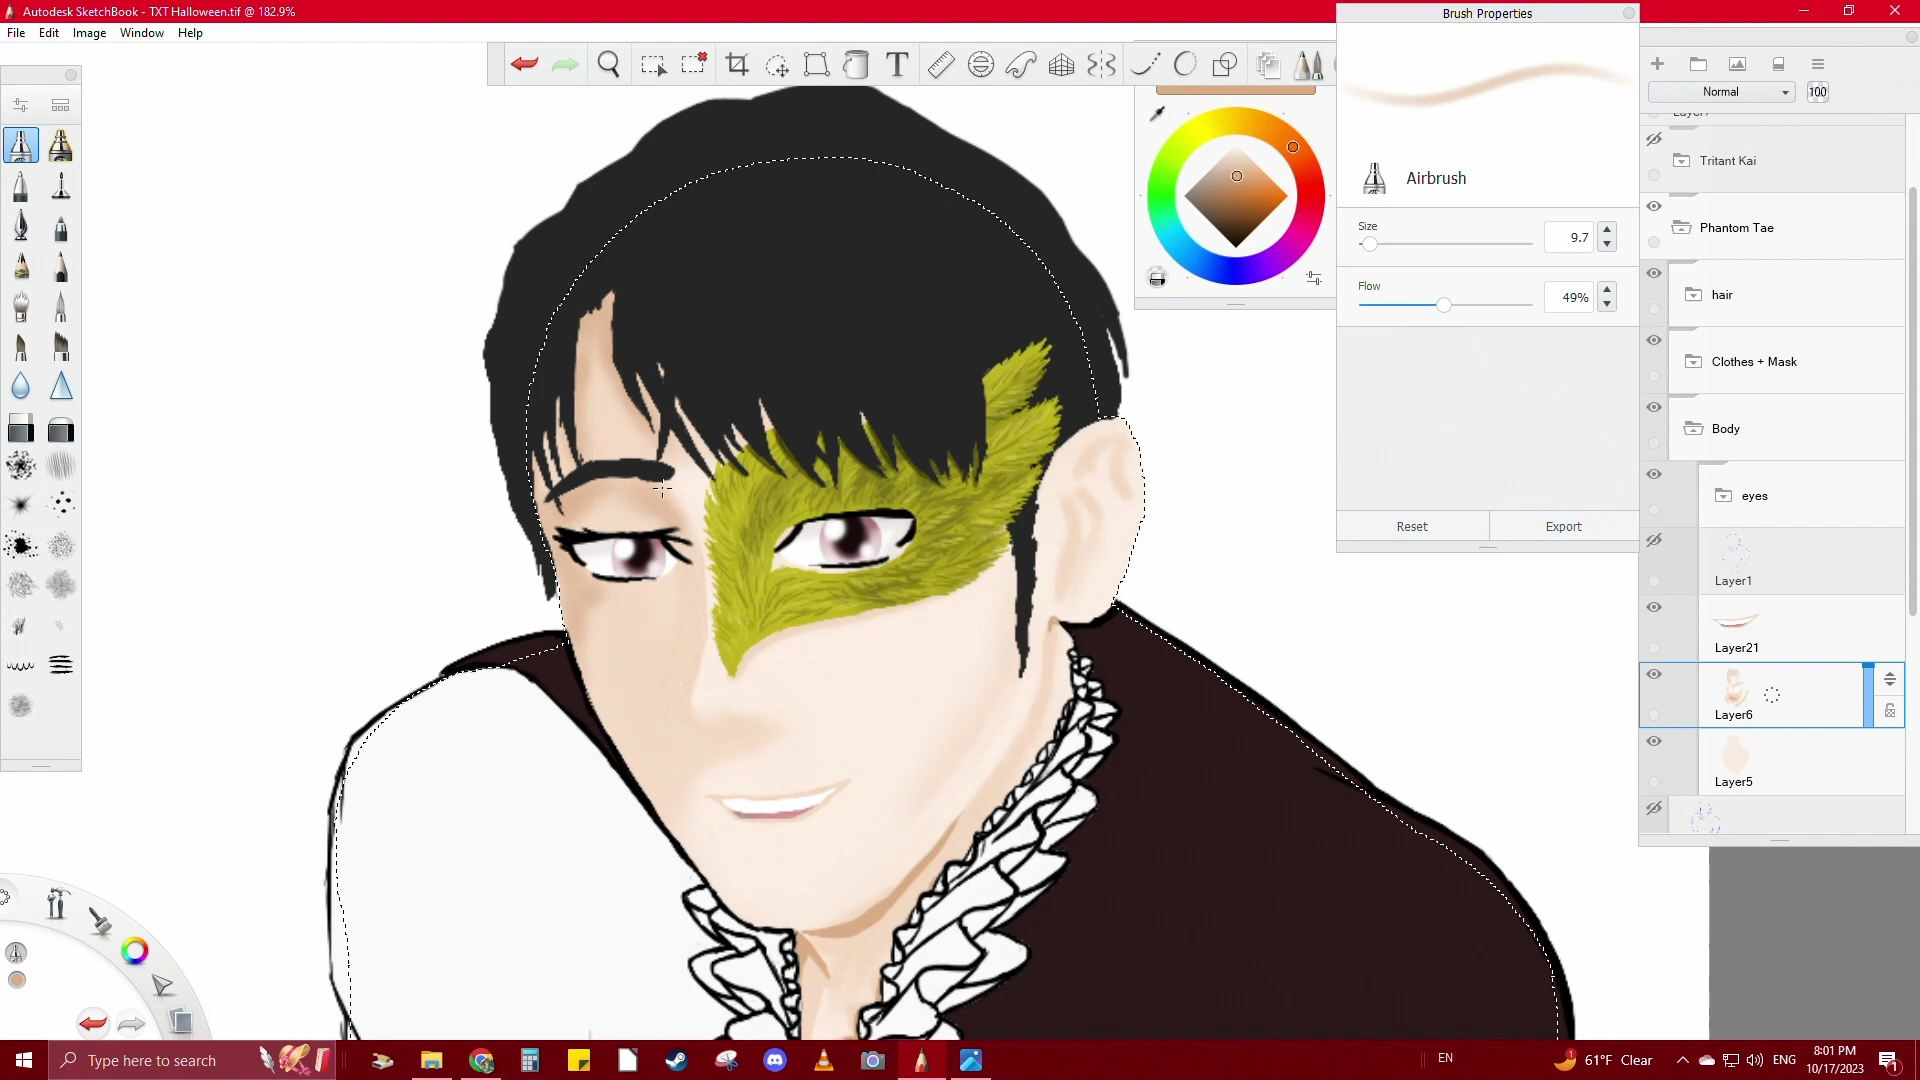 Autodesk SketchBook - TXT Halloween.tif @ 182.9%
File Edit Image Window Help
Brush Properties
Airbrush
Size
9.7
Flow
49%
Reset Export
Normal 100
Tritant Kai
Phantom Tae
hair
Clothes + Mask
Body
eyes
Layer1
Layer21
Layer6
Layer5
T
Type here to search
1
61°F Clear
EN
ENG
8:01 PM
10/17/2023
1